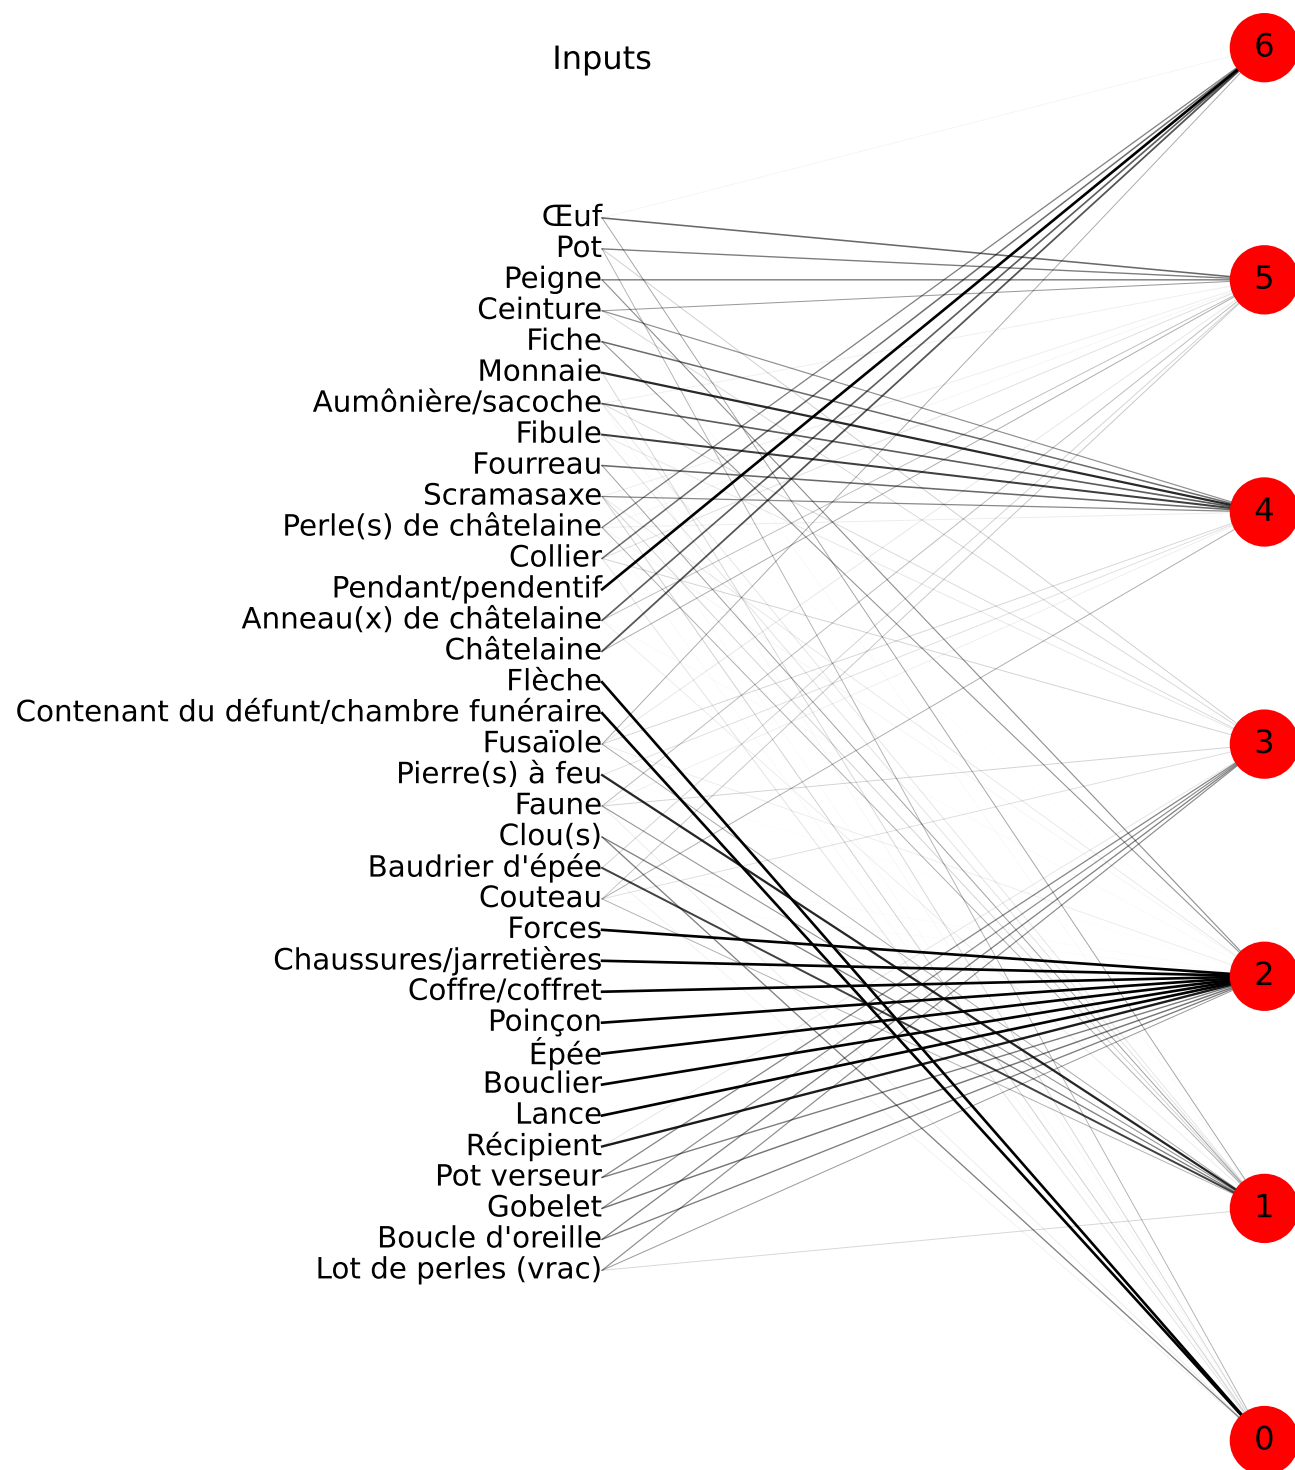 6
Inputs
Œuf
Pot
5
Peigne
Ceinture
Fiche
Monnaie
Aumônière/sacoche
Fibule
Fourreau
Scramasaxe
4
Perle(s) de châtelaine
Collier
Pendant/pendentif
Anneau(x) de châtelaine
Châtelaine
Flèche
Contenant du défunt/chambre funéraire
Fusaïole
3
Pierre(s) à feu
Faune
Clou(s)
Baudrier d'épée
Couteau
Forces
Chaussures/jarretières
2
Coffre/coffret
Poinçon
Épée
Bouclier
Lance
Récipient
Pot verseur
Gobelet
1
Boucle d'oreille
Lot de perles (vrac)
0